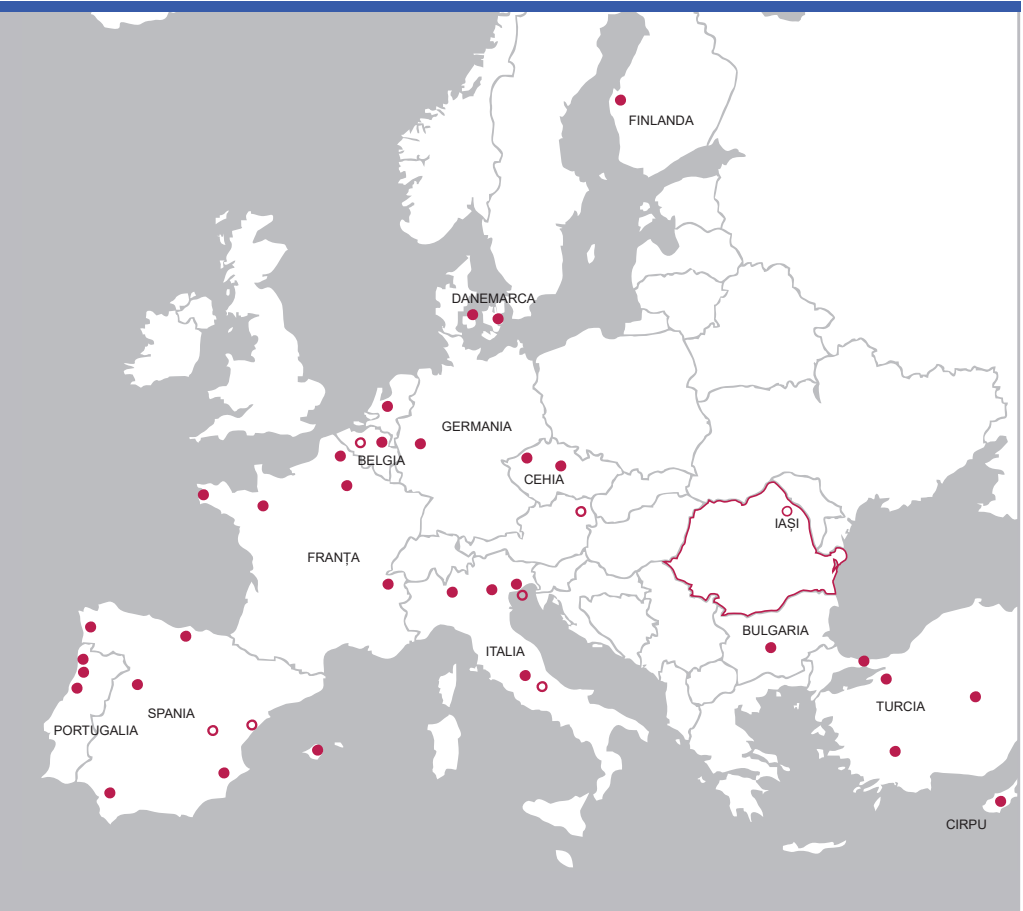 FINLANDA
DANEMARCA
GERMANIA
BELGIA
CEHIA
IAȘI
FRANȚA
BULGARIA
ITALIA
TURCIA
SPANIA
PORTUGALIA
CIRPU